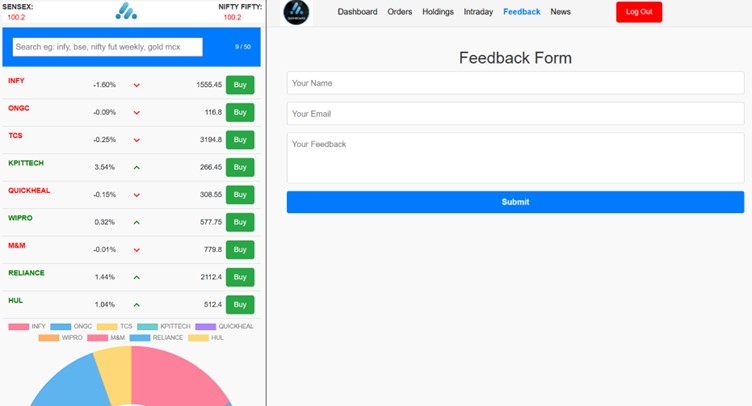 SENSEX:
100.2
NIFTY FIFTY:
100.2
Search eg: infy, bse, nifty fut weekly, gold mcx
9 / 50
INFY -1.60% 1555.45 Buy
ONGC -0.09% 116.8 Buy
TCS -0.25% 3194.8 Buy
KPITTECH 3.54% 266.45 Buy
QUICKHEAL -0.15% 308.55 Buy
WIPRO 0.32% 577.75 Buy
M&M -0.01% 779.8 Buy
RELIANCE 1.44% 2112.4 Buy
HUL 1.04% 512.4 Buy
INFY ONGC TCS KPITTECH QUICKHEAL
WIPRO M&M RELIANCE HUL
Dashboard Orders Holdings Intraday Feedback News Log Out
Feedback Form
Your Name
Your Email
Your Feedback
Submit